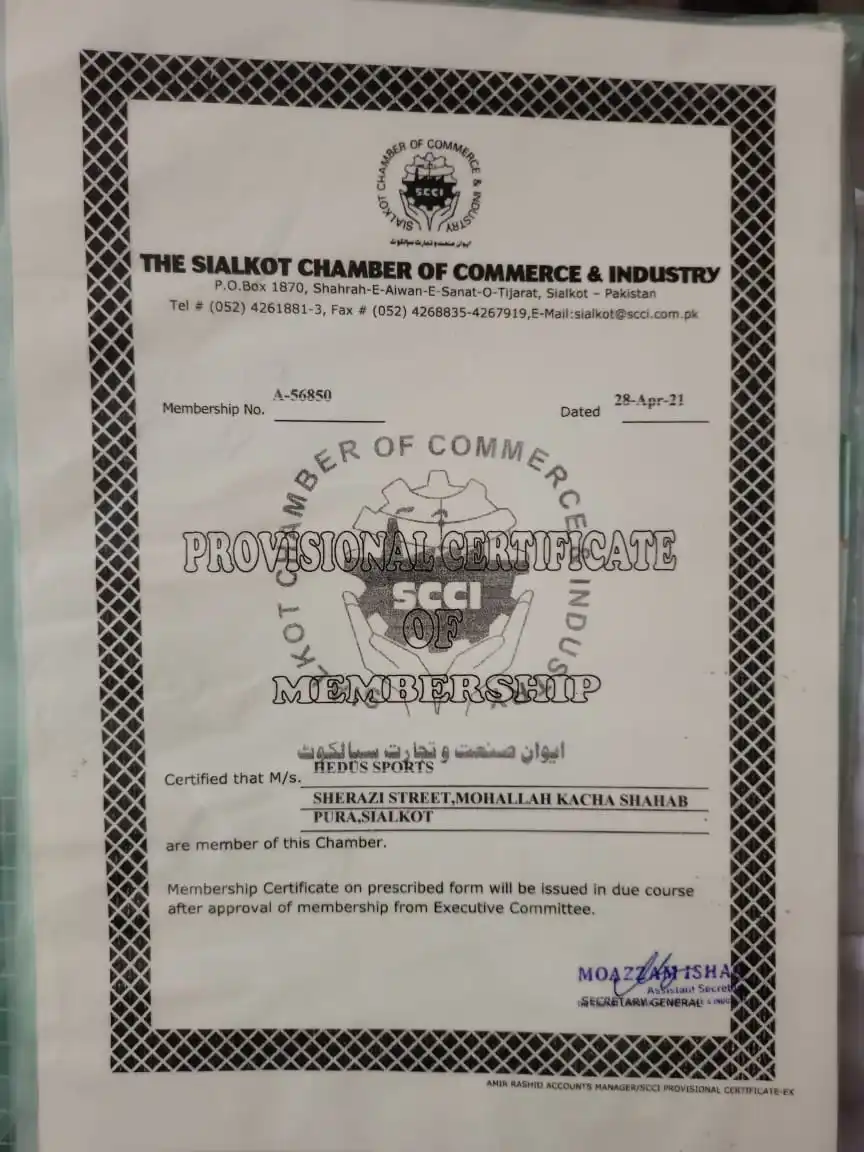 SIALKOT CHAMBER OF COMMERCE & INDUSTRY
SCCI
ایوان صنعت و تجارت سیالکوٹ
THE SIALKOT CHAMBER OF COMMERCE & INDUSTRY
P.O.Box 1870, Shahrah-E-Aiwan-E-Sanat-O-Tijarat, Sialkot – Pakistan
Tel # (052) 4261881-3, Fax # (052) 4268835-4267919,E-Mail:sialkot@scci.com.pk
Membership No. A-56850 Dated 28-Apr-21
CHAMBER OF COMMERCE
PROVISIONAL CERTIFICATE
SCCI
OF
MEMBERSHIP
ایوان صنعت و تجارت سیالکوٹ
Certified that M/s. HEDUS SPORTS
SHERAZI STREET,MOHALLAH KACHA SHAHAB
PURA,SIALKOT
are member of this Chamber.
Membership Certificate on prescribed form will be issued in due course
after approval of membership from Executive Committee.
MOAZZAM ISHA
Assistant Secret
SECRETARY GENERAL
AMIR RASHID ACCOUNTS MANAGER/SCCI PROVISIONAL CERTIFICATE-EX